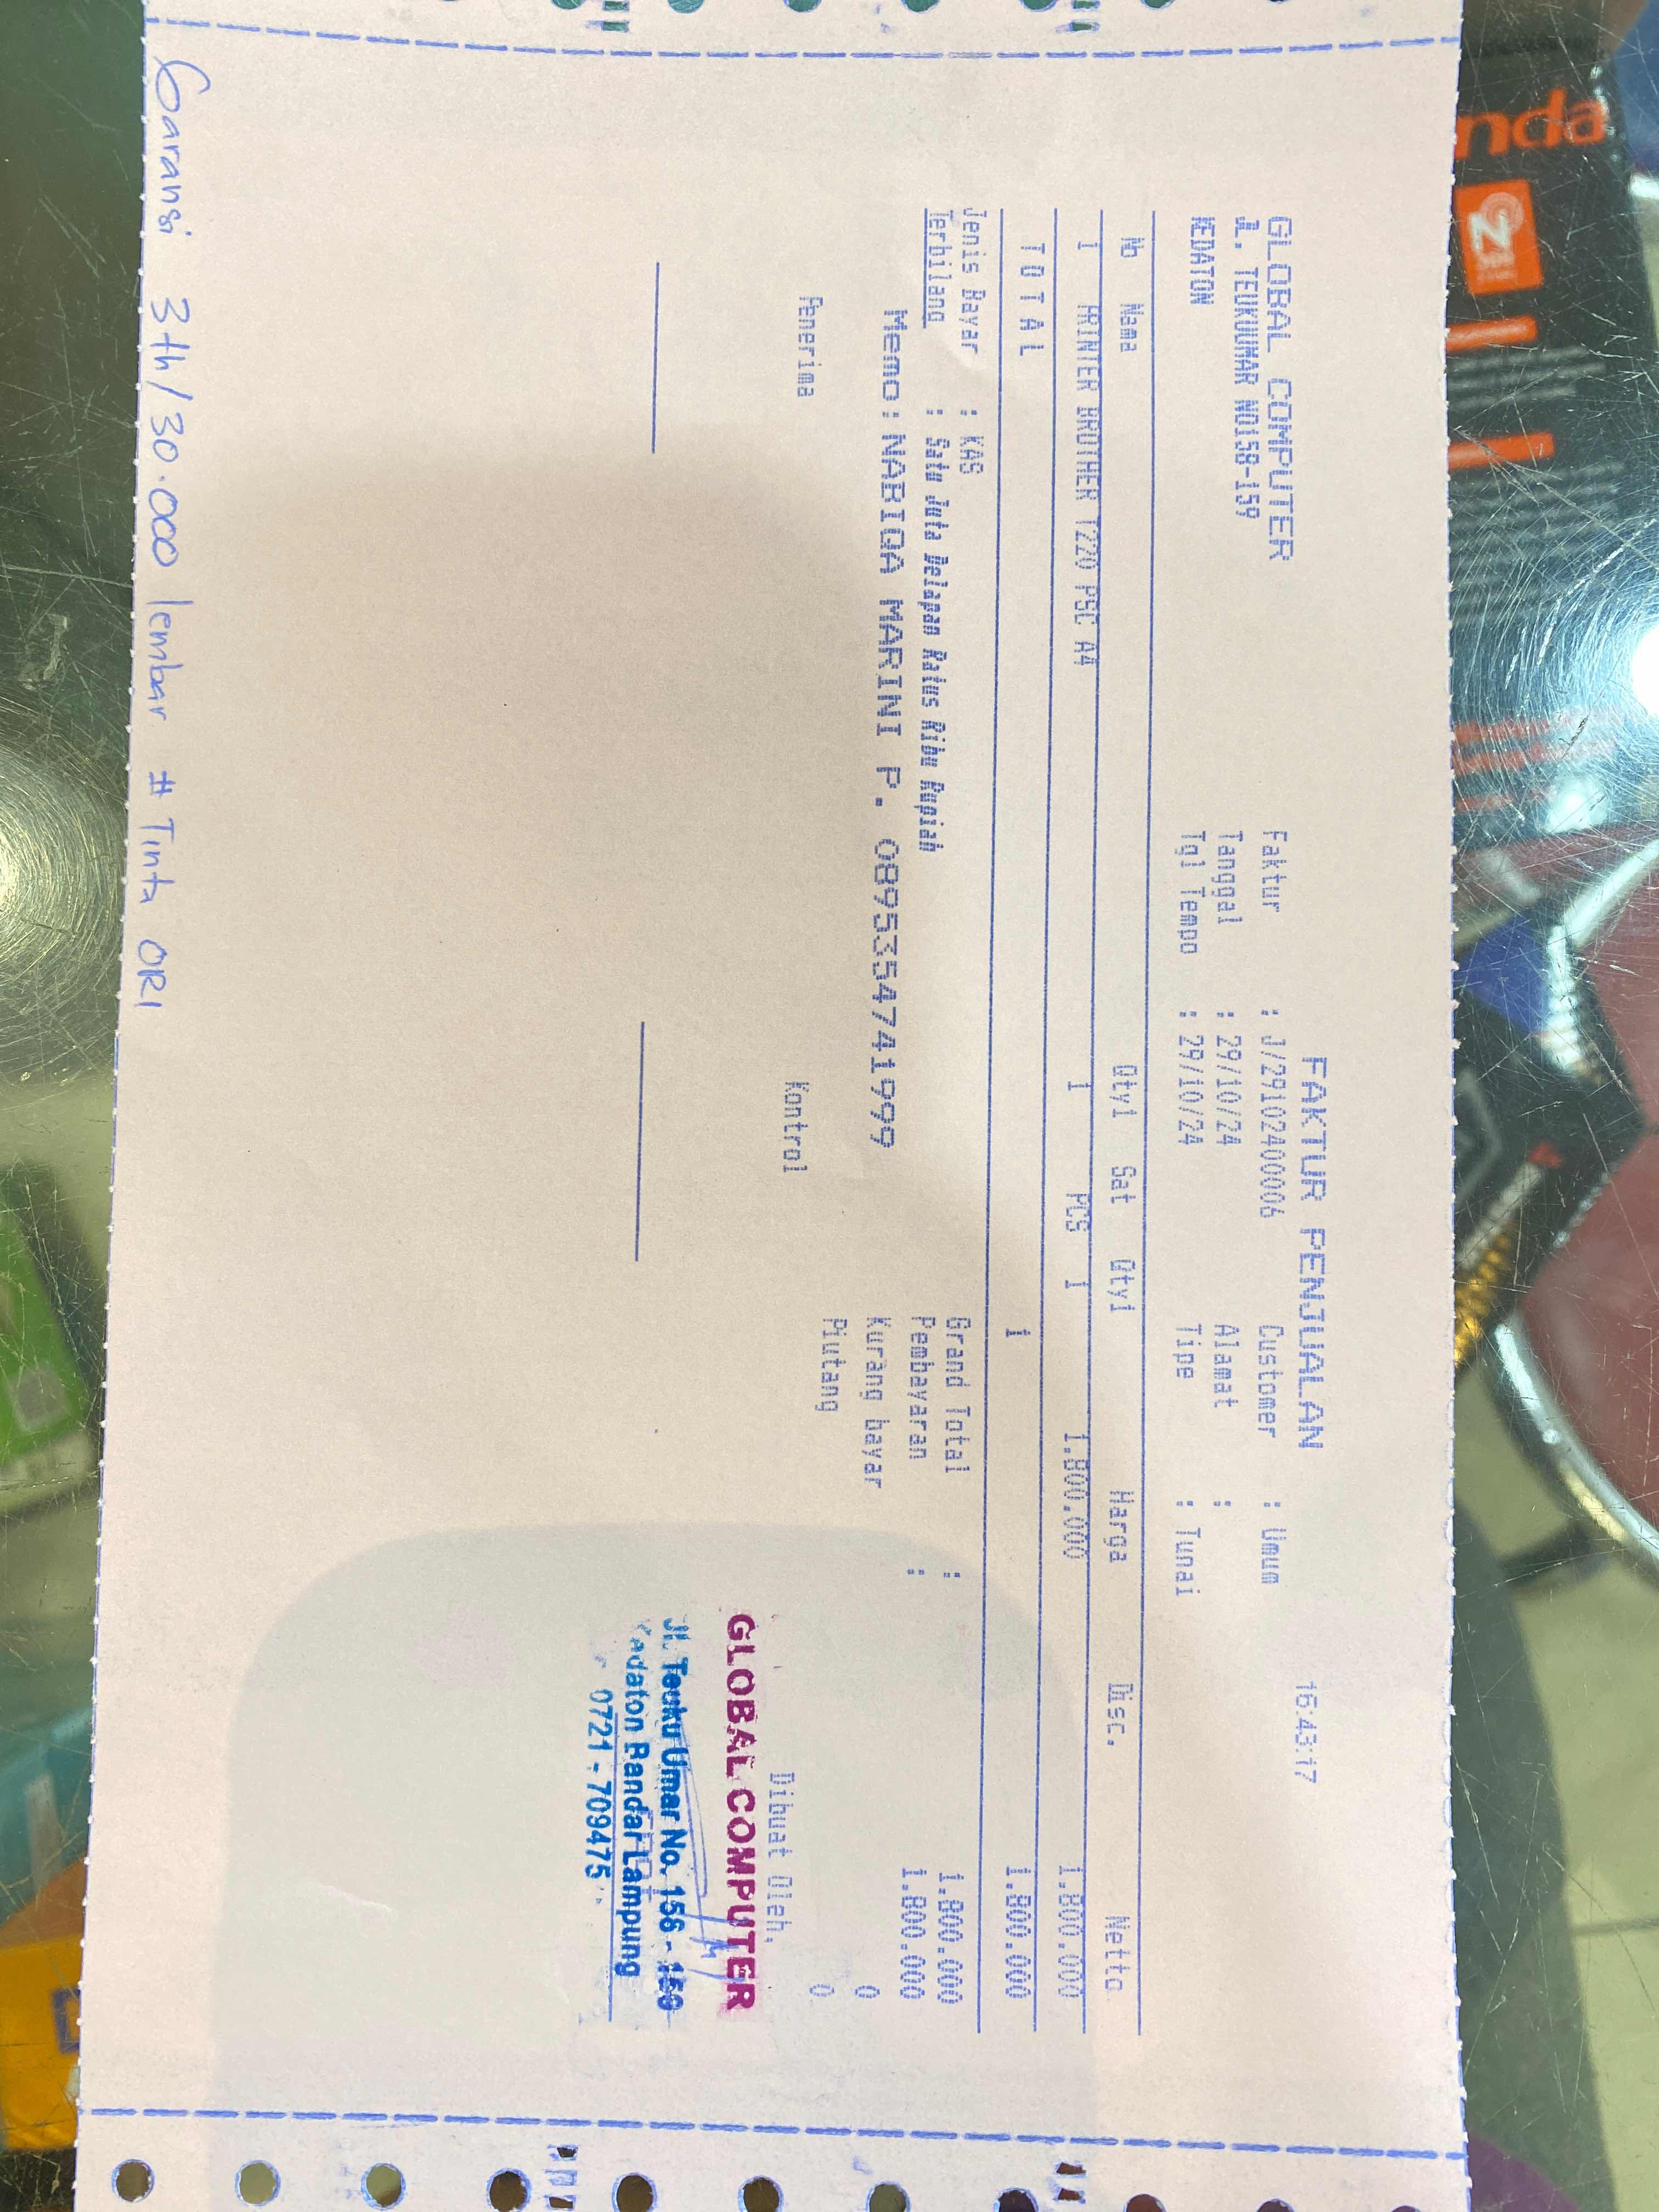 FAKTUR PENJUALAN 16:43:17
GLOBAL COMPUTER
JL. TEUKUUMAR NO158-159
KEDATON
Faktur : J/2910240006 Customer : Umum
Tanggal : 29/10/24 Alamat :
Tgl Tempo : 29/10/24 Tipe : Tunai
No Nama Qty1 Sat Qty1 Harga Disc. Netto
1 PRINTER BROTHER T220 PSC A4 1 PCS 1 1.800.000 1.800.000
T O T A L 1 1.800.000
Jenis Bayar : KAS Grand Total : 1.800.000
Terbilang : Satu Juta Delapan Ratus Ribu Rupiah Pembayaran : 1.800.000
Memo: NABIQA MARINI P. 0895354741999 Kurang bayar 0
Piutang 0
Penerima Kontrol Dibuat Oleh,
GLOBAL COMPUTER
Jl. Teuku Umar No. 156 - 159
Kadaton Bandar Lampung
0721 - 709475
Garansi 3th/30.000 lembar # Tinta ORI
nda